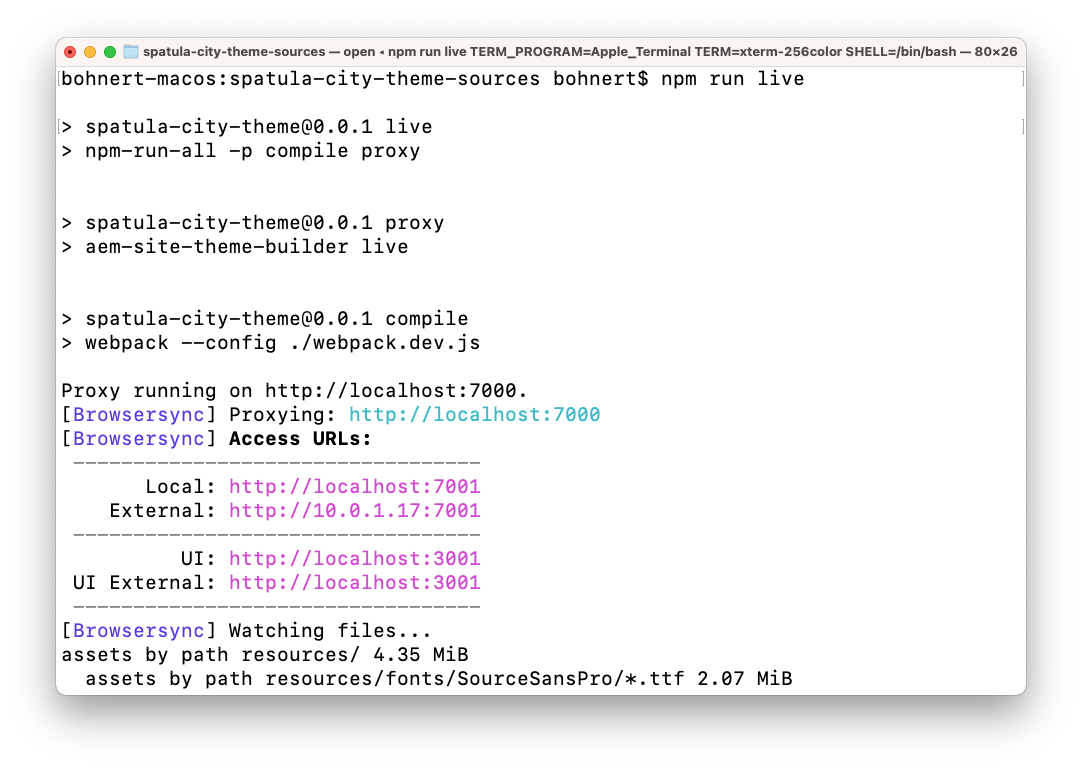 spatula-city-theme-sources — open ◂ npm run live TERM_PROGRAM=Apple_Terminal TERM=xterm-256color SHELL=/bin/bash — 80×26
[bohnert-macos:spatula-city-theme-sources bohnert$ npm run live ]
[> spatula-city-theme@0.0.1 live ]
> npm-run-all -p compile proxy
> spatula-city-theme@0.0.1 proxy
> aem-site-theme-builder live
> spatula-city-theme@0.0.1 compile
> webpack --config ./webpack.dev.js
Proxy running on http://localhost:7000.
[Browsersync] Proxying: http://localhost:7000
[Browsersync] Access URLs:
----------------------------------
Local: http://localhost:7001
External: http://10.0.1.17:7001
----------------------------------
UI: http://localhost:3001
UI External: http://localhost:3001
----------------------------------
[Browsersync] Watching files...
assets by path resources/ 4.35 MiB
assets by path resources/fonts/SourceSansPro/*.ttf 2.07 MiB